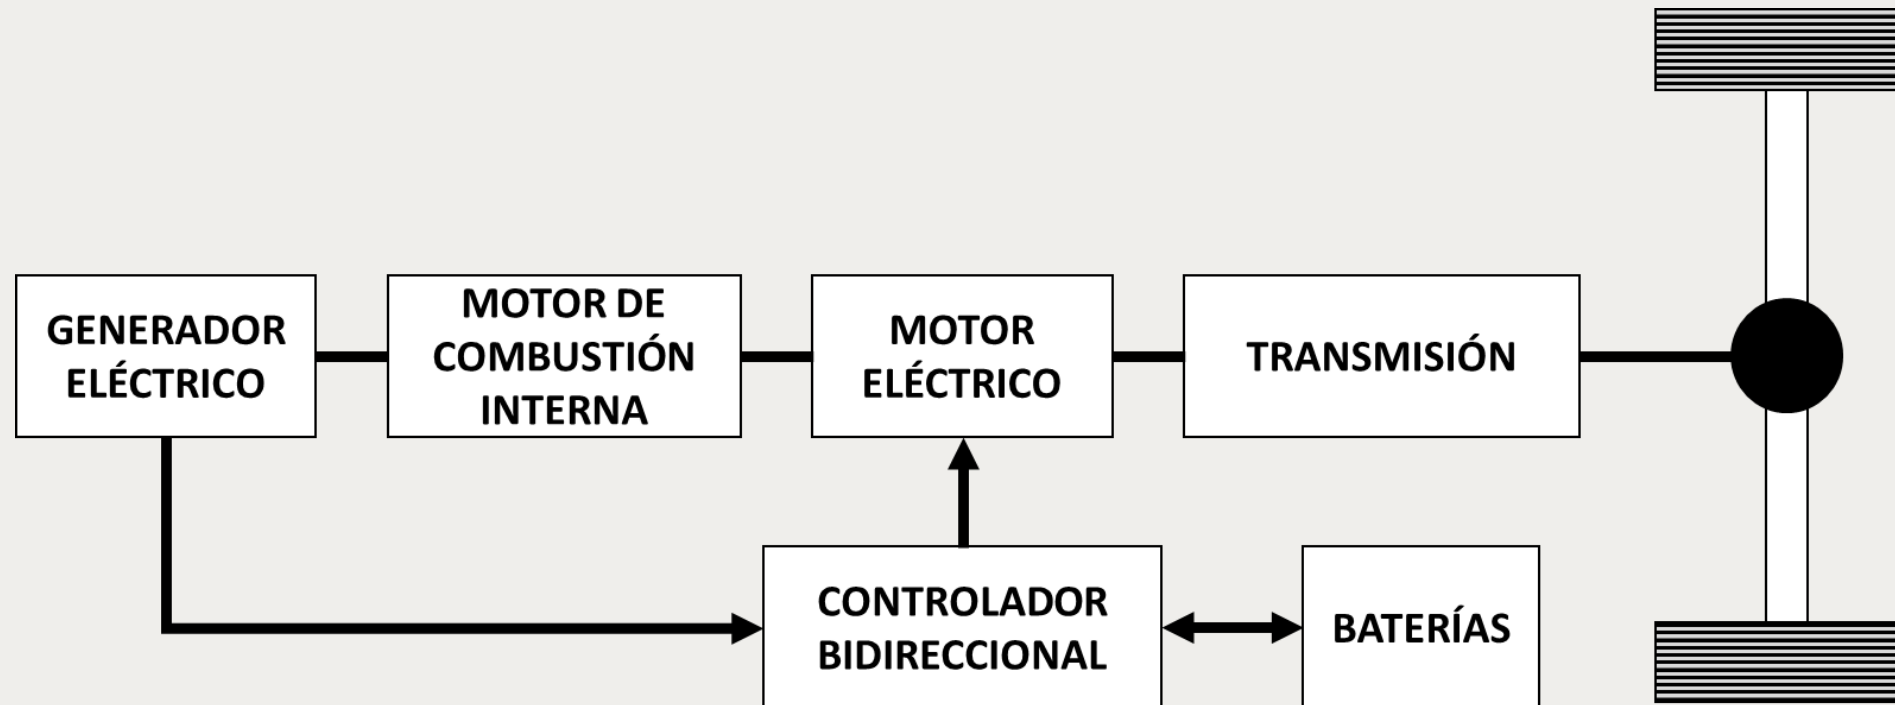 GENERADOR
ELÉCTRICO
MOTOR DE
COMBUSTIÓN
INTERNA
MOTOR
ELÉCTRICO
TRANSMISIÓN
CONTROLADOR
BIDIRECCIONAL
BATERÍAS